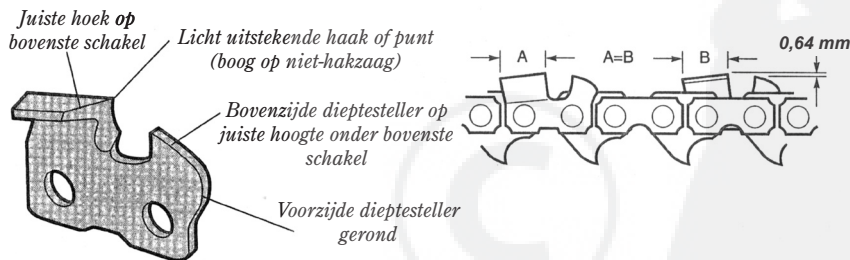 Juiste hoek op
bovenste schakel
Licht uitstekende haak of punt
(boog op niet-hakzaag)
Bovenzijde dieptesteller op
juiste hoogte onder bovenste
schakel
Voorzijde dieptesteller
gerond
A
A=B
B
0,64 mm
©